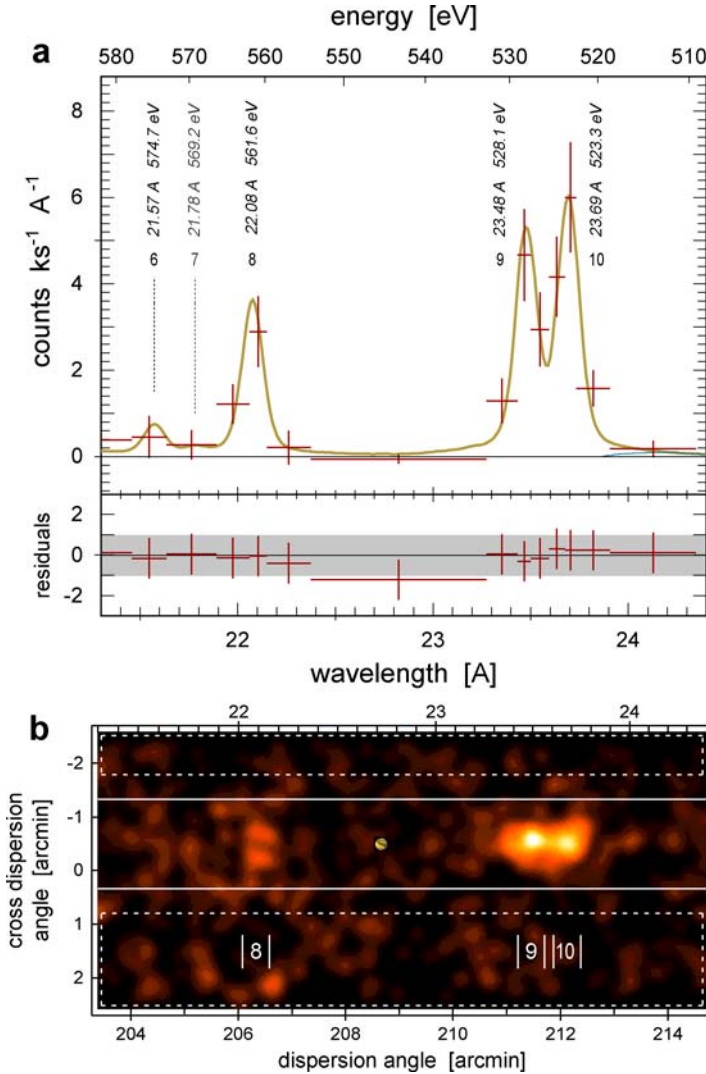 energy [eV]
a
580 570 560 550 540 530 520 510
8
6
4
2
0
counts ks⁻¹ A⁻¹
21.57 A 574.7 eV
21.78 A 569.2 eV
22.08 A 561.6 eV
23.48 A 528.1 eV
23.69 A 523.3 eV
6 7 8 9 10
2
0
-2
residuals
22 23 24
wavelength [A]
b
22 23 24
-2
-1
0
1
2
cross dispersion
angle [arcmin]
8 9 10
204 206 208 210 212 214
dispersion angle [arcmin]